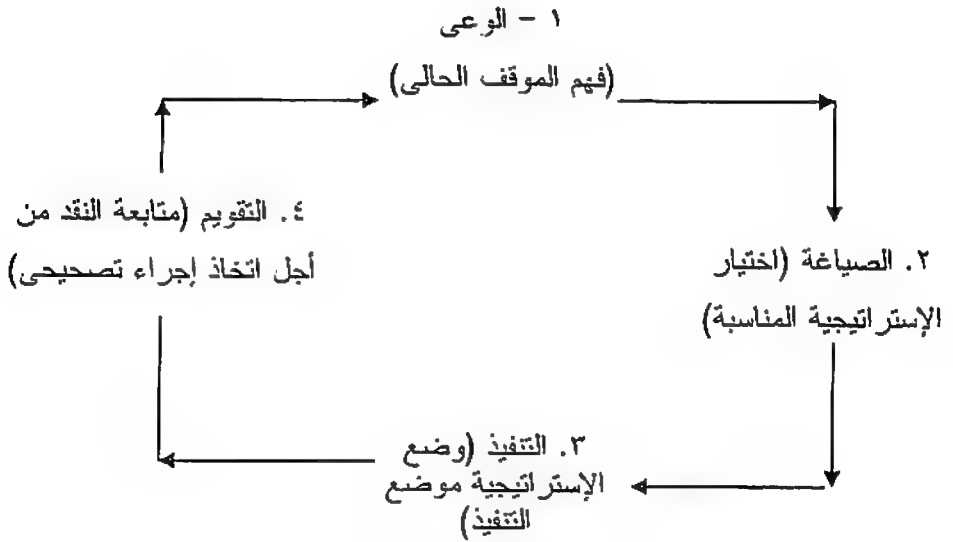 ١ - الوعى
(فهم الموقف الحالى)
٢. الصياغة (اختيار
الإستراتيجية المناسبة)
٣. التنفيذ (وضع
الإستراتيجية موضع
التنفيذ)
٤. التقويم (متابعة النقد من
أجل اتخاذ إجراء تصحيحى)